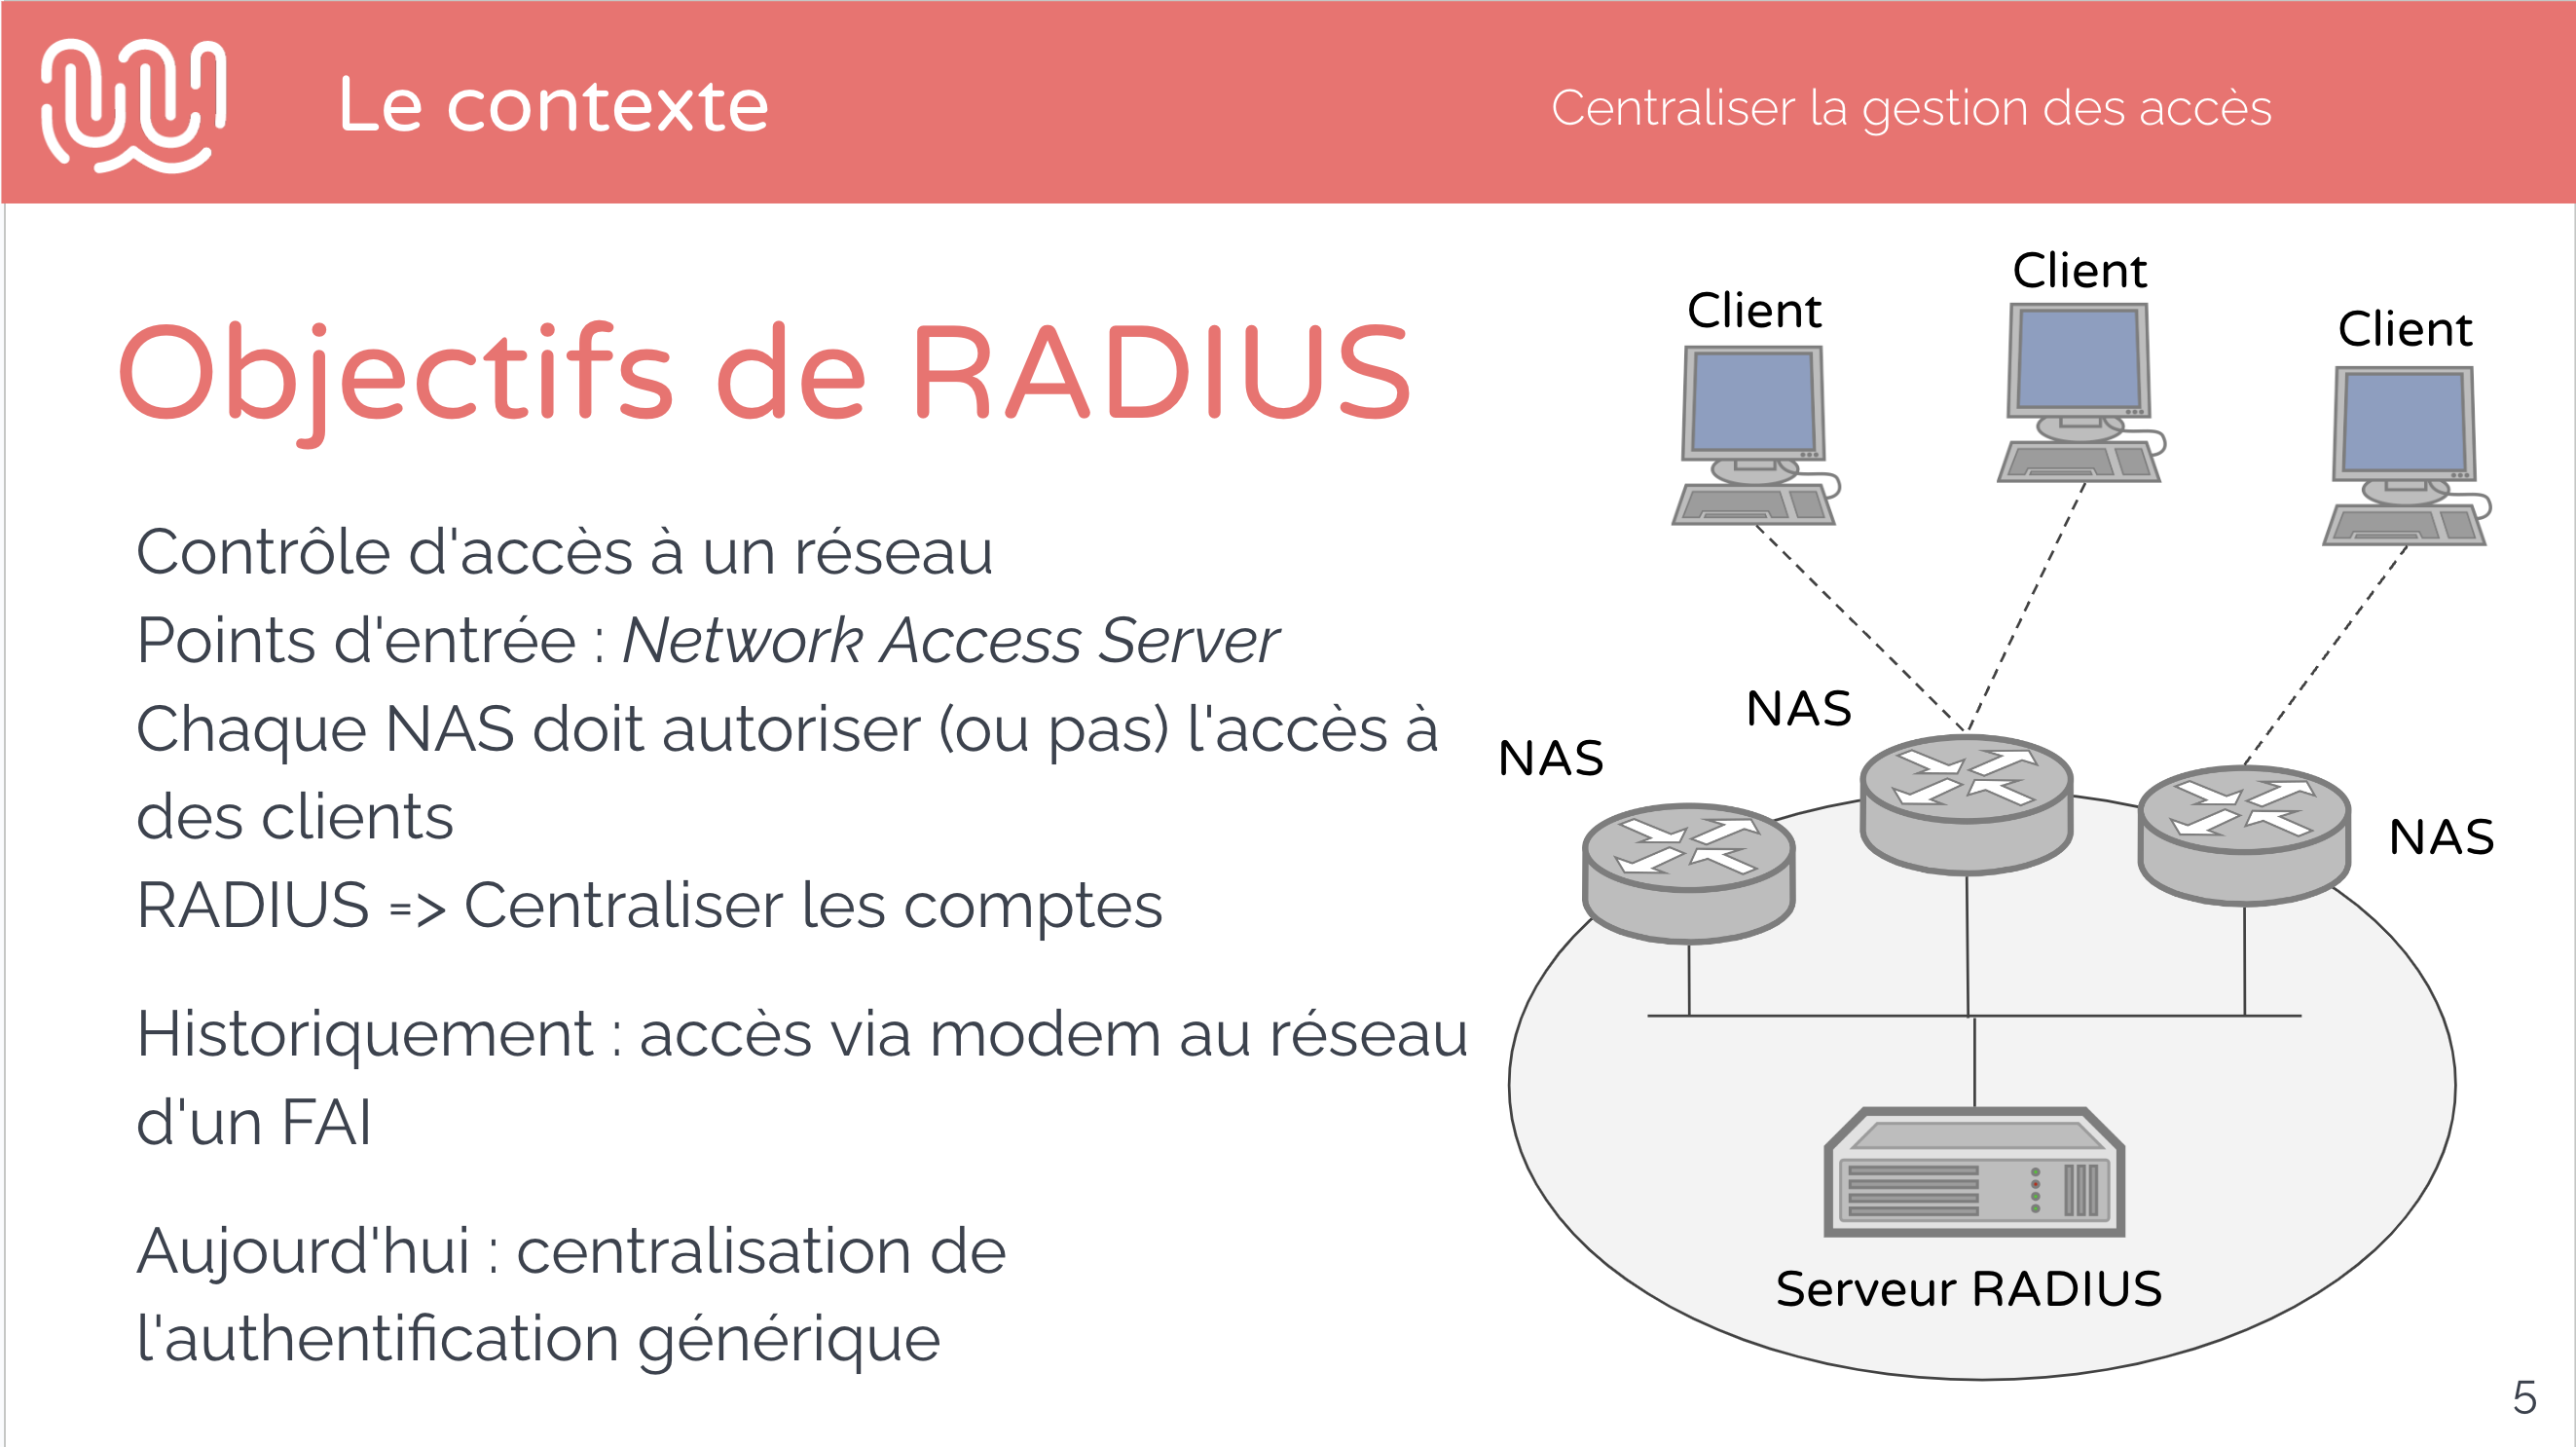 Le contexte
Centraliser la gestion des accès
Objectifs de RADIUS
Contrôle d'accès à un réseau
Points d'entrée : Network Access Server
Chaque NAS doit autoriser (ou pas) l'accès à
des clients
RADIUS => Centraliser les comptes
Historiquement : accès via modem au réseau
d'un FAI
Aujourd'hui : centralisation de
l'authentification générique
Client
Client
Client
NAS
NAS
NAS
Serveur RADIUS
5